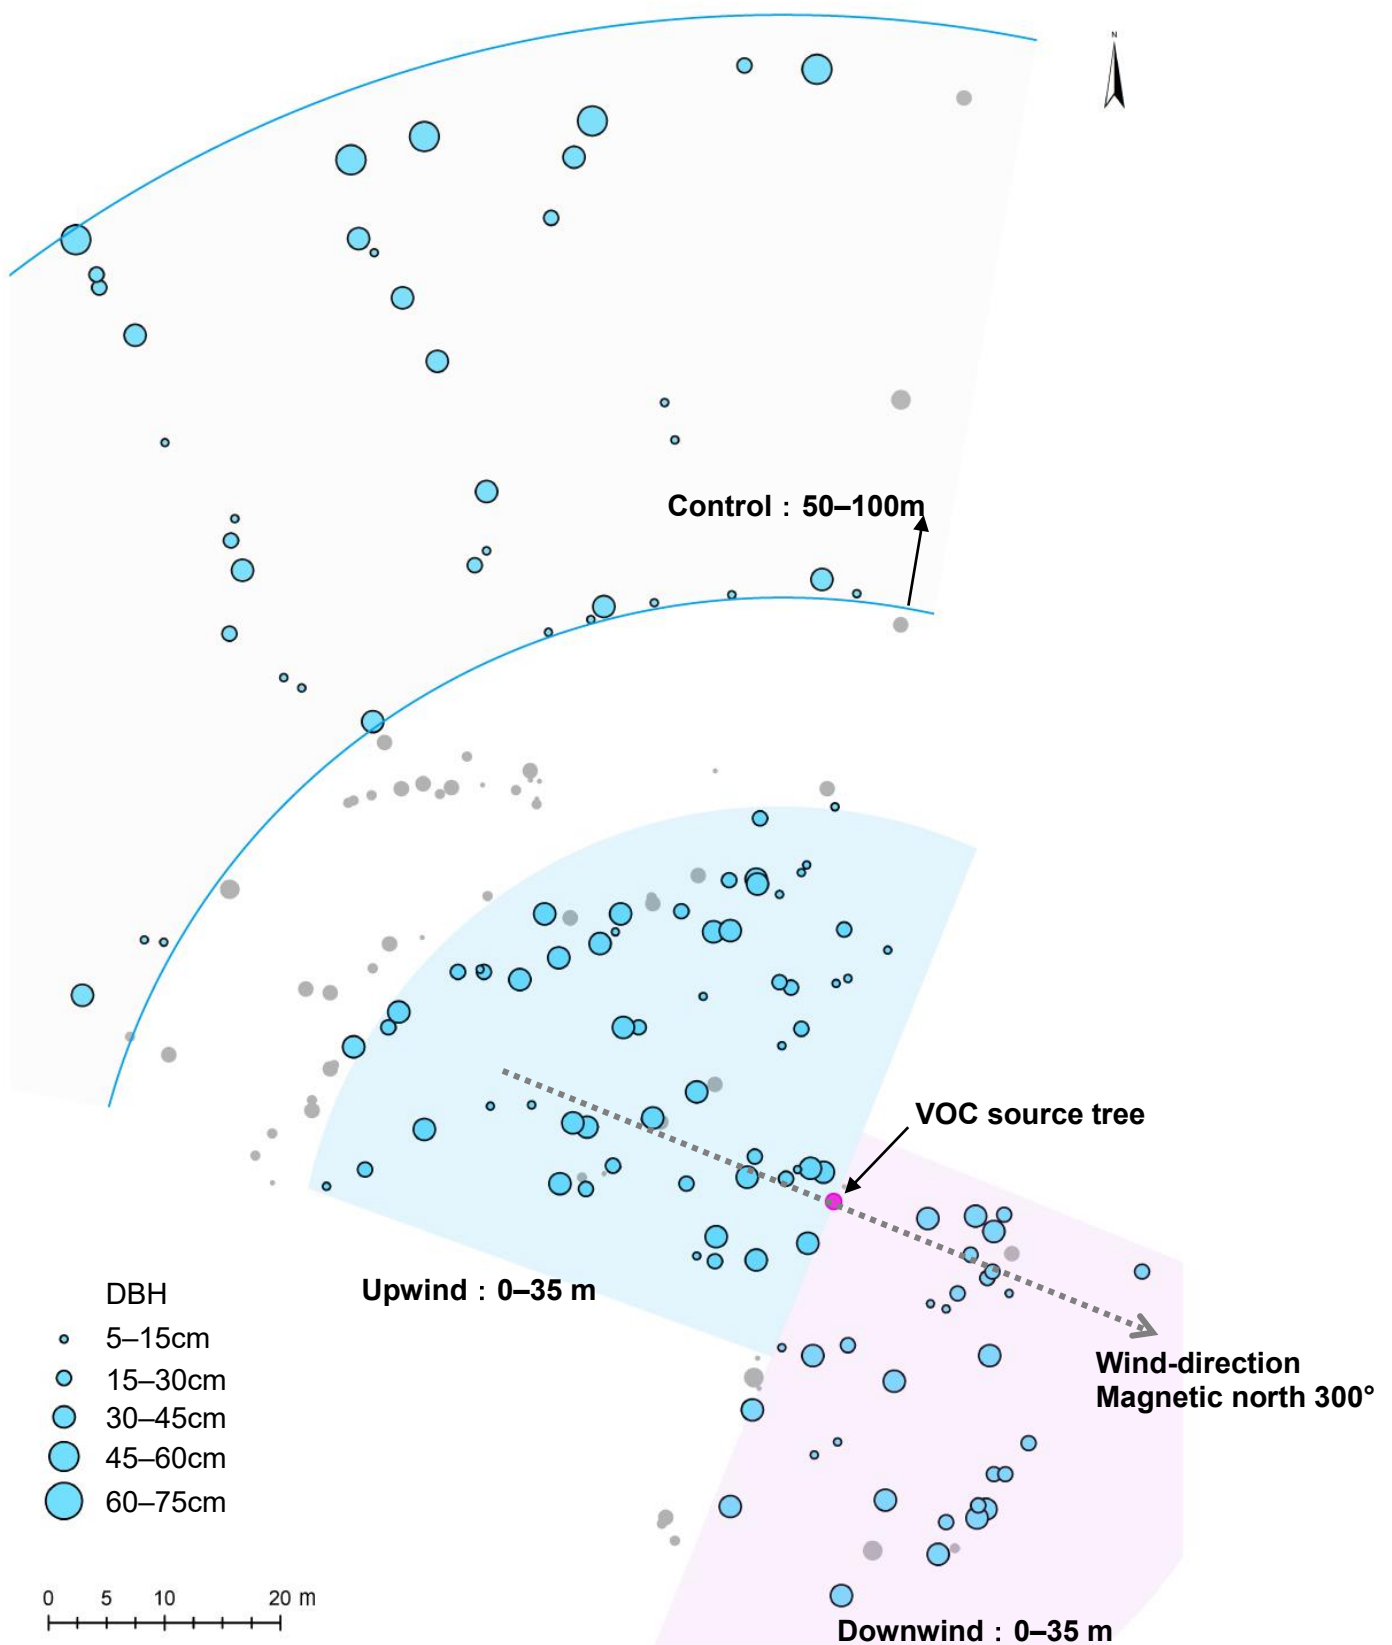 N
Control : 50–100m
VOC source tree
Upwind : 0–35 m
Wind-direction
Magnetic north 300°
DBH
5–15cm
15–30cm
30–45cm
45–60cm
60–75cm
0 5 10 20 m
Downwind : 0–35 m